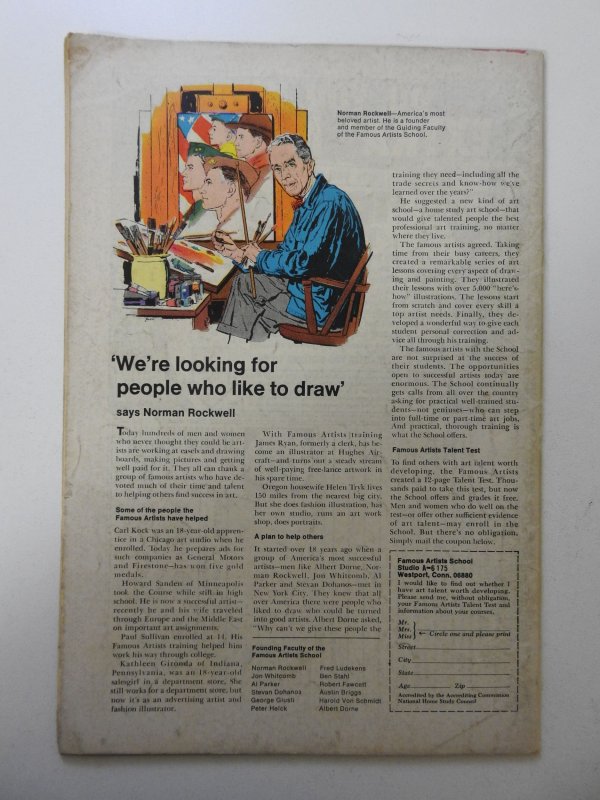 Norman Rockwell—America's most
beloved artist. He is a founder
and member of the Guiding Faculty
of the Famous Artists School.
'We're looking for
people who like to draw'
says Norman Rockwell
Today hundreds of men and women
who never thought they could be art-
ists are working at easels and drawing
boards, making pictures and getting
well paid for it. They all can thank a
group of famous artists who have de-
voted much of their time and talent
to helping others find success in art.
Some of the people the
Famous Artists have helped
Carl Kock was an 18-year-old appren-
tice in a Chicago art studio when he
enrolled. Today he prepares ads for
such companies as General Motors
and Firestone—has won five gold
medals.
Howard Sanden of Minneapolis
took the Course while still in high
school. He is now a successful artist—
recently he and his wife traveled
through Europe and the Middle East
on important art assignments.
Paul Sullivan enrolled at 14. His
Famous Artists training helped him
work his way through college.
Kathleen Gironda of Indiana,
Pennsylvania, was an 18-year-old
salesgirl in a department store. She
still works for a department store, but
now it's as an advertising artist and
fashion illustrator.
With Famous Artists training
James Ryan, formerly a clerk, has be-
come an illustrator at Hughes Air-
craft—and turns out a steady stream
of well-paying free-lance artwork in
his spare time.
Oregon housewife Helen Tryk lives
150 miles from the nearest big city.
But she does fashion illustration, has
her own studio, runs an art work
shop, does portraits.
A plan to help others
It started over 18 years ago when a
group of America's most successful
artists—men like Albert Dorne, Nor-
man Rockwell, Jon Whitcomb, Al
Parker and Stevan Dohanos—met in
New York City. They knew that all
over America there were people who
liked to draw who could be turned
into good artists. Albert Dorne asked,
"Why can't we give these people the
Founding Faculty of the
Famous Artists School
Norman Rockwell
Jon Whitcomb
Al Parker
Stevan Dohanos
George Giusti
Peter Helck
Fred Ludekens
Ben Stahl
Robert Fawcett
Austin Briggs
Harold Von Schmidt
Albert Dorne
training they need—including all the
trade secrets and know-how we've
learned over the years?"
He suggested a new kind of art
school—a house study art school—that
would give talented people the best
professional art training, no matter
where they live.
The famous artists agreed. Taking
time from their busy careers, they
created a remarkable series of art
lessons covering every aspect of draw-
ing and painting. They illustrated
their lessons with over 5,000 "here's
how" illustrations. The lessons start
from scratch and cover every skill a
top artist needs. Finally, they de-
veloped a wonderful way to give each
student personal correction and ad-
vice all through his training.
The famous artists with the School
are not surprised at the success of
their students. The opportunities
open to successful artists today are
enormous. The School continually
gets calls from all over the country
asking for practical well-trained stu-
dents—not geniuses—who can step
into full-time or part-time art jobs.
And practical, thorough training is
what the School offers.
Famous Artists Talent Test
To find others with art talent worth
developing, the Famous Artists
created a 12-page Talent Test. Thou-
sands paid to take this test, but now
the School offers and grades it free.
Men and women who do well on the
test—or offer other sufficient evidence
of art talent—may enroll in the
School. But there's no obligation.
Simply mail the coupon below.
Famous Artists School
Studio A-5175
Westport, Conn. 06880
I would like to find out whether I
have art talent worth developing.
Please send me, without obligation,
your Famous Artists Talent Test and
information about your courses.
Mr.
Mrs.
Miss
Circle one and please print
Street
City
State
Age Zip
Accredited by the Accrediting Commission
National Home Study Council